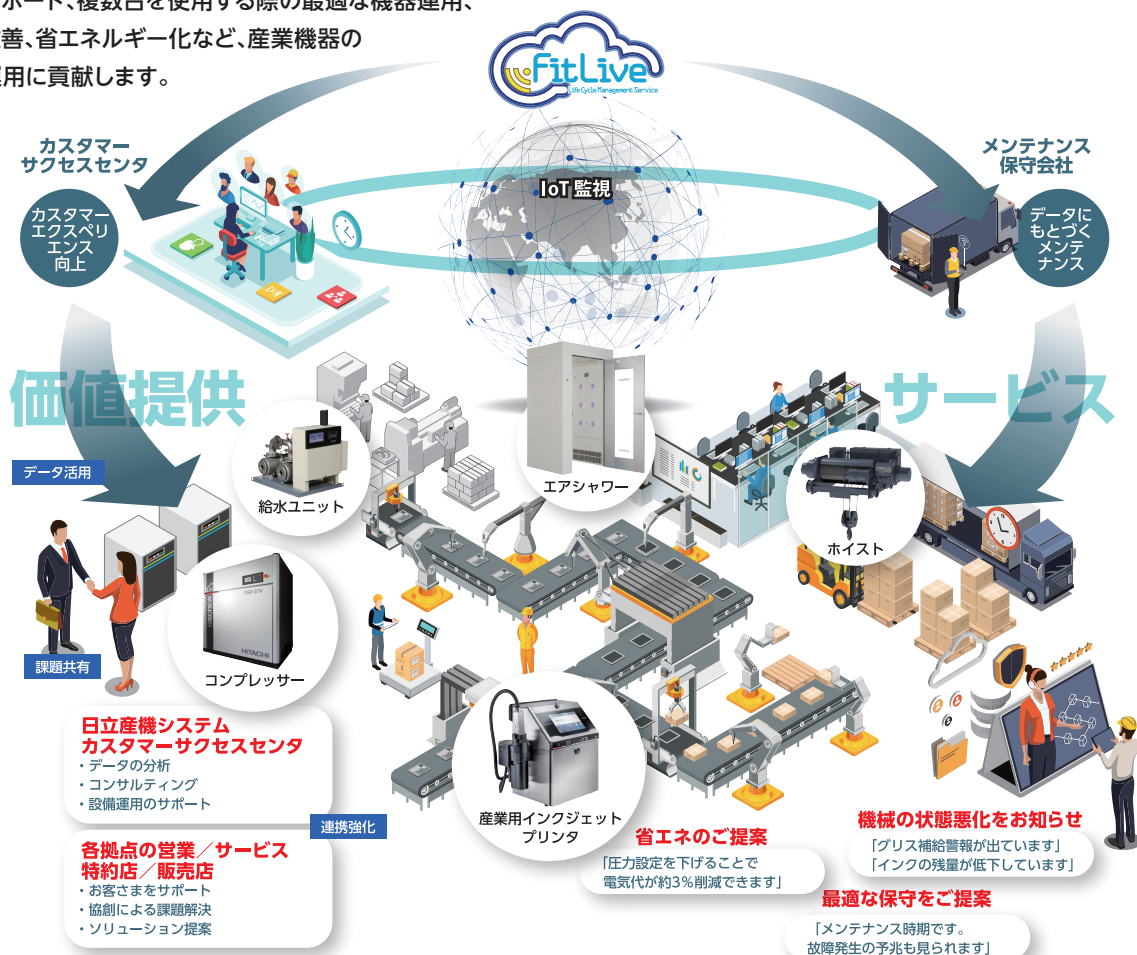 ポート、複数台を使用する際の最適な機器運用、
善、省エネルギー化など、産業機器の
運用に貢献します。
FitLive
Life Cycle Management Service
カスタマー
サクセスセンタ
カスタマー
エクスペリ
エンス
向上
IoT 監視
メンテナンス
保守会社
データに
もとづく
メンテ
ナンス
価値提供
サービス
データ活用
給水ユニット
エアシャワー
ホイスト
HITACHI
コンプレッサー
課題共有
日立産機システム
カスタマーサクセスセンタ
・データの分析
・コンサルティング
・設備運用のサポート
連携強化
各拠点の営業／サービス
特約店／販売店
・お客さまをサポート
・協創による課題解決
・ソリューション提案
産業用インクジェット
プリンタ
省エネのご提案
「圧力設定を下げることで
電気代が約3％削減できます」
機械の状態悪化をお知らせ
「グリス補給警報が出ています」
「インクの残量が低下しています」
最適な保守をご提案
「メンテナンス時期です。
故障発生の予兆も見られます」